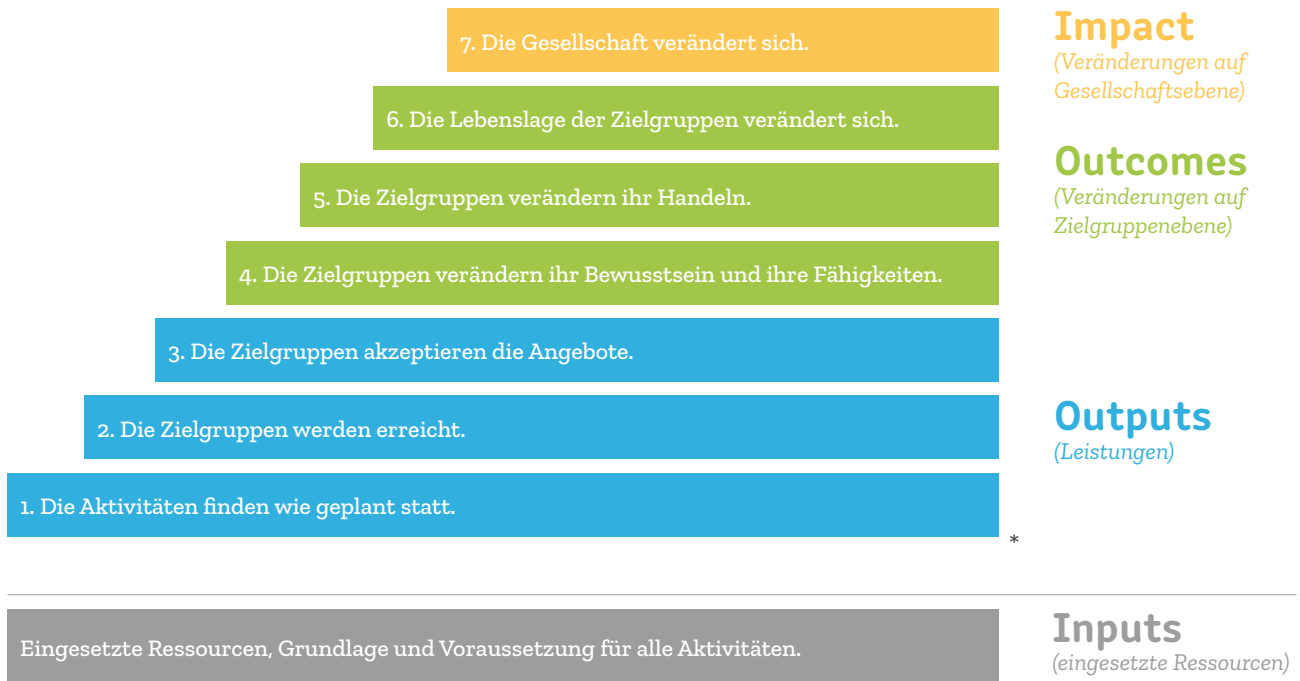 7. Die Gesellschaft verändert sich.
Impact
(Veränderungen auf
Gesellschaftsebene)
6. Die Lebenslage der Zielgruppen verändert sich.
Outcomes
(Veränderungen auf
Zielgruppenebene)
5. Die Zielgruppen verändern ihr Handeln.
4. Die Zielgruppen verändern ihr Bewusstsein und ihre Fähigkeiten.
3. Die Zielgruppen akzeptieren die Angebote.
2. Die Zielgruppen werden erreicht.
Outputs
(Leistungen)
1. Die Aktivitäten finden wie geplant statt.
*
Eingesetzte Ressourcen, Grundlage und Voraussetzung für alle Aktivitäten.
Inputs
(eingesetzte Ressourcen)